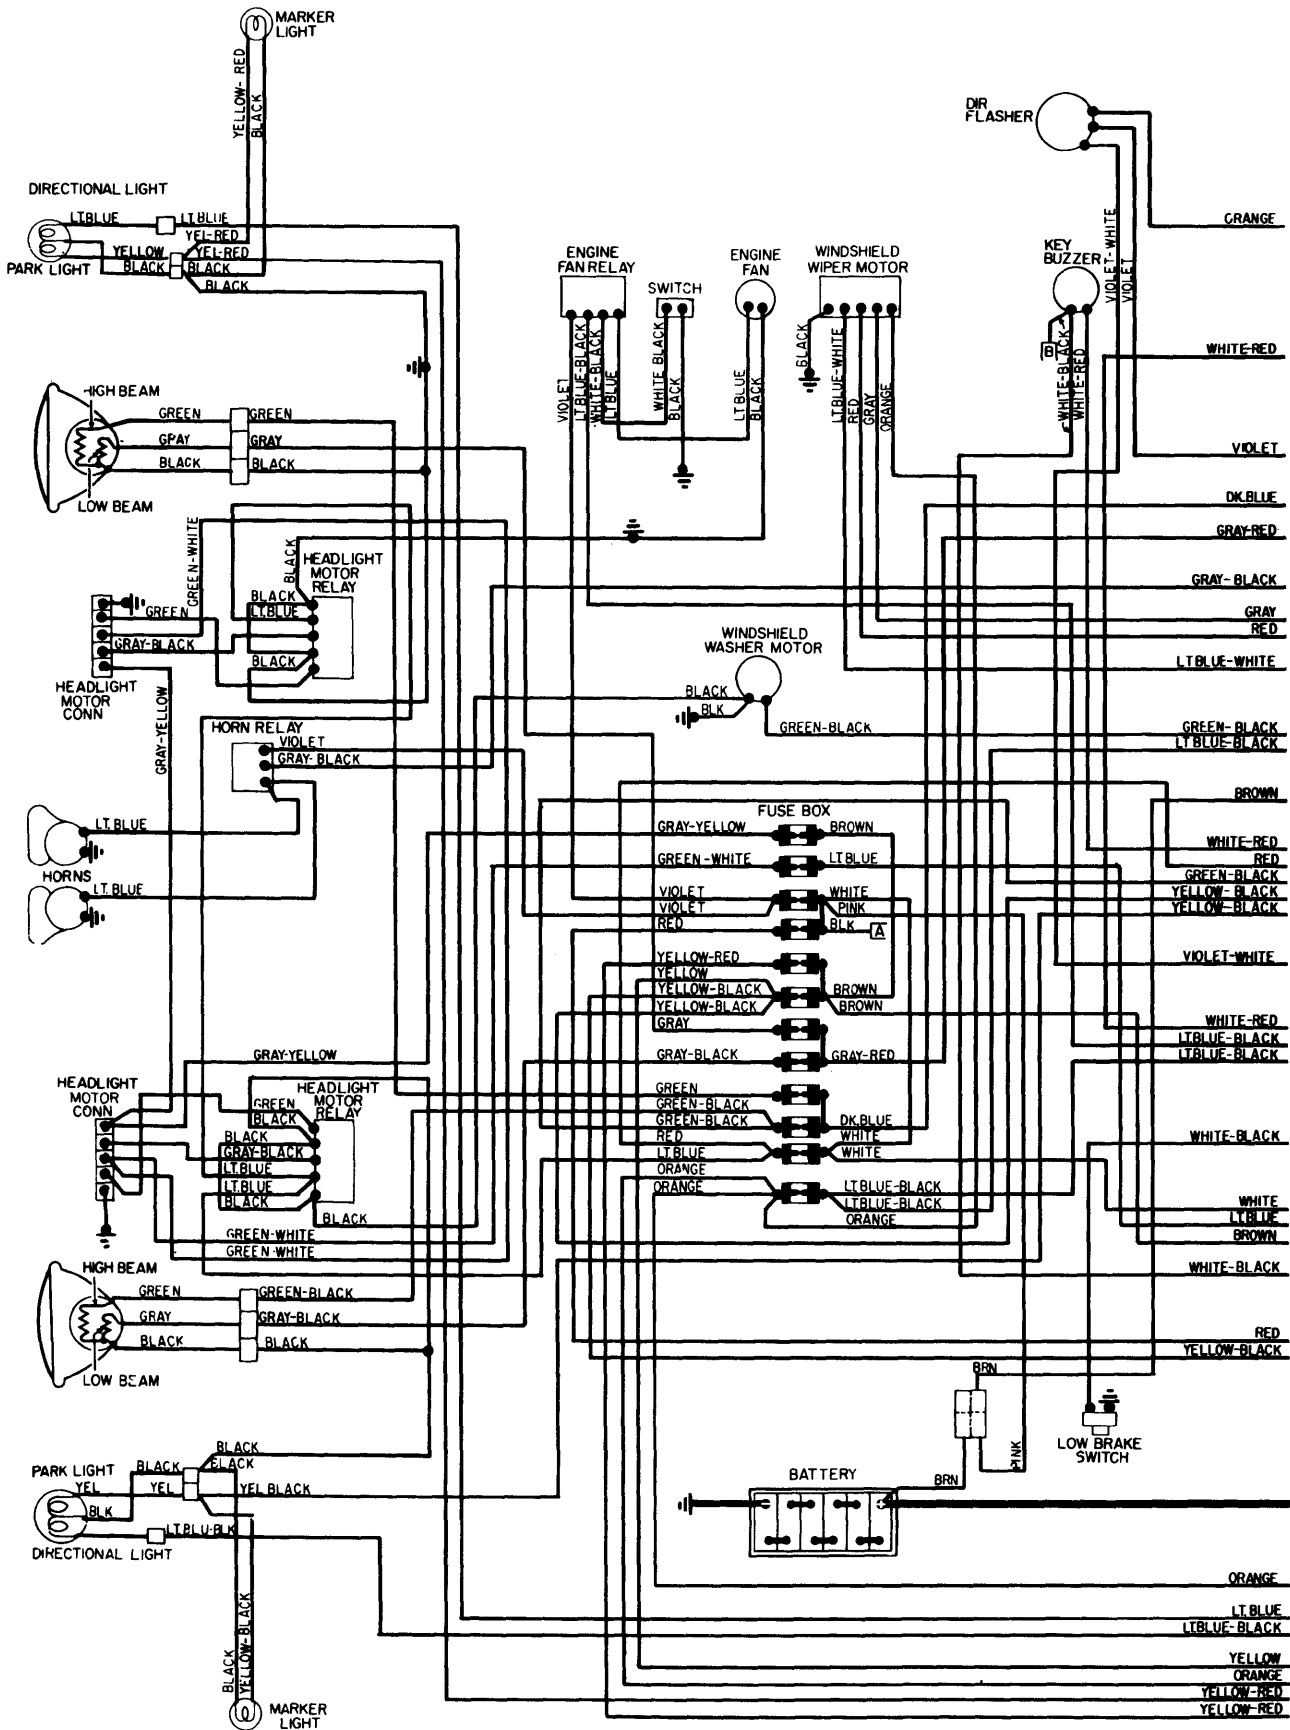 MARKER
LIGHT
YELLOW-RED
BLACK
DIR
FLASHER
DIRECTIONAL LIGHT
LT.BLUE
LT BLUE
YEL-RED
YELLOW
YEL-RED
PARK LIGHT
BLACK
BLACK
BLACK
ORANGE
VIOLET-WHITE
VIOLET
ENGINE
FAN RELAY
SWITCH
ENGINE
FAN
WINDSHIELD
WIPER MOTOR
KEY
BUZZER
B
WHITE-BLACK
WHITE-RED
WHITE-RED
VIOLET
LT BLUE-BLACK
WHITE-BLACK
LT BLUE
WHITE BLACK
BLACK
LT BLUE
BLACK
BLACK
LT BLUE-WHITE
RED
GRAY
ORANGE
HIGH BEAM
GREEN
GREEN
GRAY
GRAY
BLACK
BLACK
LOW BEAM
VIOLET
DK.BLUE
GRAY-RED
GRAY-BLACK
GRAY
RED
LT BLUE-WHITE
GREEN-BLACK
LT BLUE-BLACK
GREEN-WHITE
BLACK
HEADLIGHT
MOTOR
RELAY
BLACK
LT.BLUE
GREEN
GRAY-BLACK
BLACK
HEADLIGHT
MOTOR
CONN
GRAY-YELLOW
WINDSHIELD
WASHER MOTOR
BLACK
BLK
GREEN-BLACK
HORN RELAY
VIOLET
GRAY-BLACK
LT. BLUE
HORNS
LT. BLUE
FUSE BOX
GRAY-YELLOW
BROWN
GREEN-WHITE
LT BLUE
VIOLET
WHITE
VIOLET
PINK
RED
BLK
A
YELLOW-RED
YELLOW
YELLOW-BLACK
BROWN
YELLOW-BLACK
BROWN
GRAY
GRAY-BLACK
GRAY-RED
GREEN
GREEN-BLACK
GREEN-BLACK
DK.BLUE
RED
WHITE
LT.BLUE
WHITE
ORANGE
ORANGE
LT BLUE-BLACK
LT BLUE-BLACK
ORANGE
BROWN
WHITE-RED
RED
GREEN-BLACK
YELLOW-BLACK
YELLOW-BLACK
VIOLET-WHITE
WHITE-RED
LT.BLUE-BLACK
LT.BLUE-BLACK
WHITE-BLACK
WHITE
LT.BLUE
BROWN
WHITE-BLACK
RED
YELLOW-BLACK
GRAY-YELLOW
HEADLIGHT
MOTOR
CONN
HEADLIGHT
MOTOR
RELAY
GREEN
BLACK
BLACK
GRAY-BLACK
LT.BLUE
LT.BLUE
BLACK
BLACK
GREEN-WHITE
GREEN-WHITE
HIGH BEAM
GREEN
GREEN-BLACK
GRAY
GRAY-BLACK
BLACK
BLACK
LOW BEAM
BRN
PINK
LOW BRAKE
SWITCH
BATTERY
BRN
BLACK
PARK LIGHT
BLACK
BLACK
YEL
YEL
YEL BLACK
BLK
LT.BLU-BLK
DIRECTIONAL LIGHT
BLACK
YELLOW-BLACK
MARKER
LIGHT
ORANGE
LT. BLUE
LT.BLUE-BLACK
YELLOW
ORANGE
YELLOW-RED
YELLOW-RED